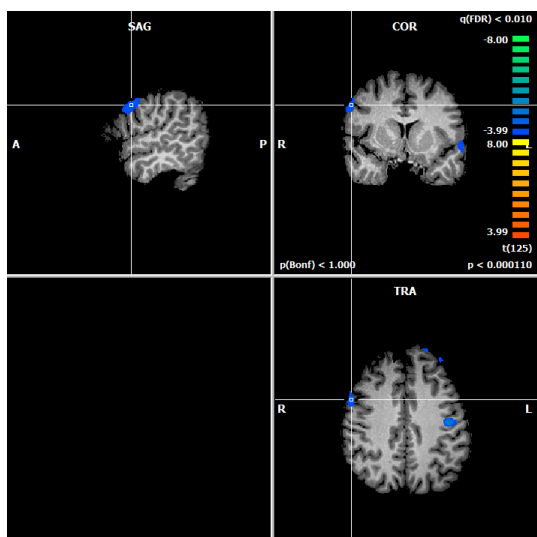 SAG
A
P
COR
q(FDR) < 0.010
-8.00
-3.99
8.00
R
L
3.99
t(125)
p(Bonf) < 1.000
p < 0.000110
TRA
R
L